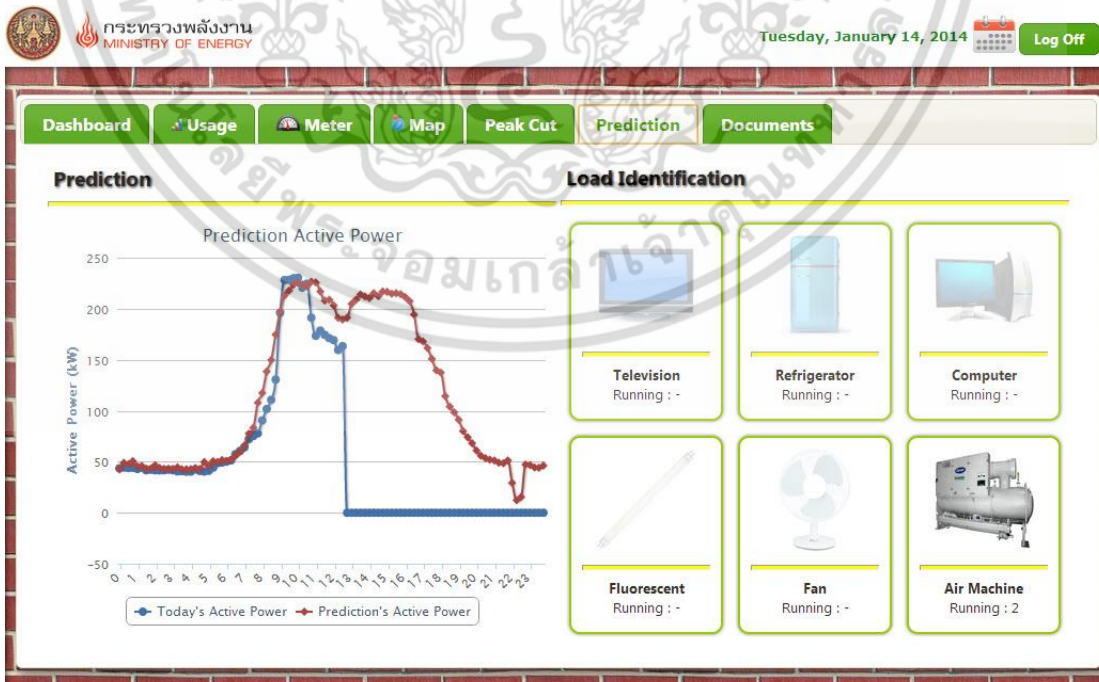 กระทรวงพลังงาน
MINISTRY OF ENERGY
Tuesday, January 14, 2014
Log Off
Dashboard
Usage
Meter
Map
Peak Cut
Prediction
Documents
Prediction
Load Identification
Prediction Active Power
Active Power (kW)
250
200
150
100
50
0
-50
0 1 2 3 4 5 6 7 8 9 10 11 12 13 14 15 16 17 18 19 20 21 22 23
Today's Active Power
Prediction's Active Power
Television
Running : -
Refrigerator
Running : -
Computer
Running : -
Fluorescent
Running : -
Fan
Running : -
Air Machine
Running : 2